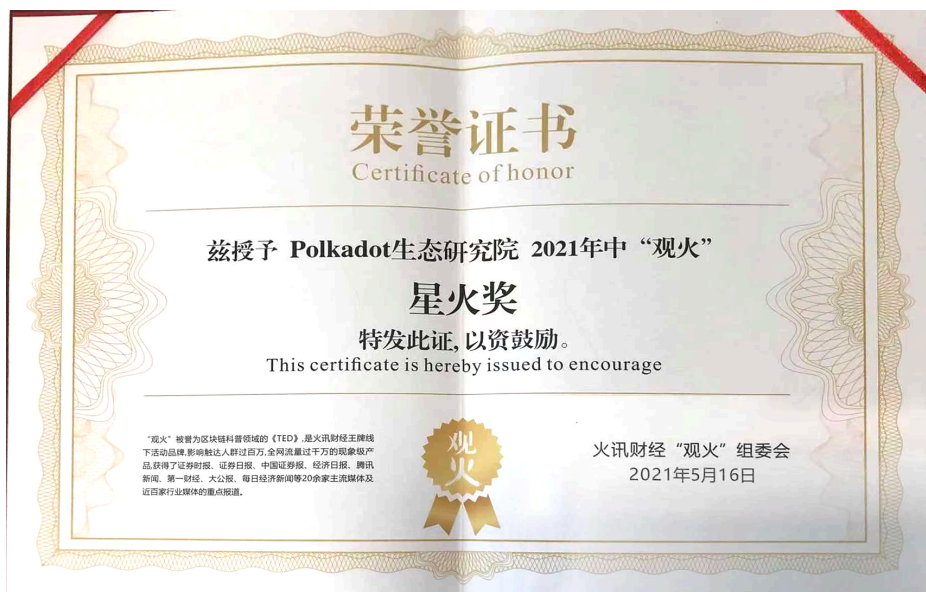 荣誉证书
Certificate of honor
兹授予 Polkadot生态研究院 2021年中“观火”
星火奖
特发此证,以资鼓励。
This certificate is hereby issued to encourage
“观火”被誉为区块链科普领域的《TED》,是火讯财经王牌线
下活动品牌,影响触达人群过百万,全网流量过千万的现象级产
品,获得了证券时报、证券日报、中国证券报、经济日报、腾讯
新闻、第一财经、大公报、每日经济新闻等20余家主流媒体及
近百家行业媒体的重点报道。
观
火
火讯财经“观火”组委会
2021年5月16日